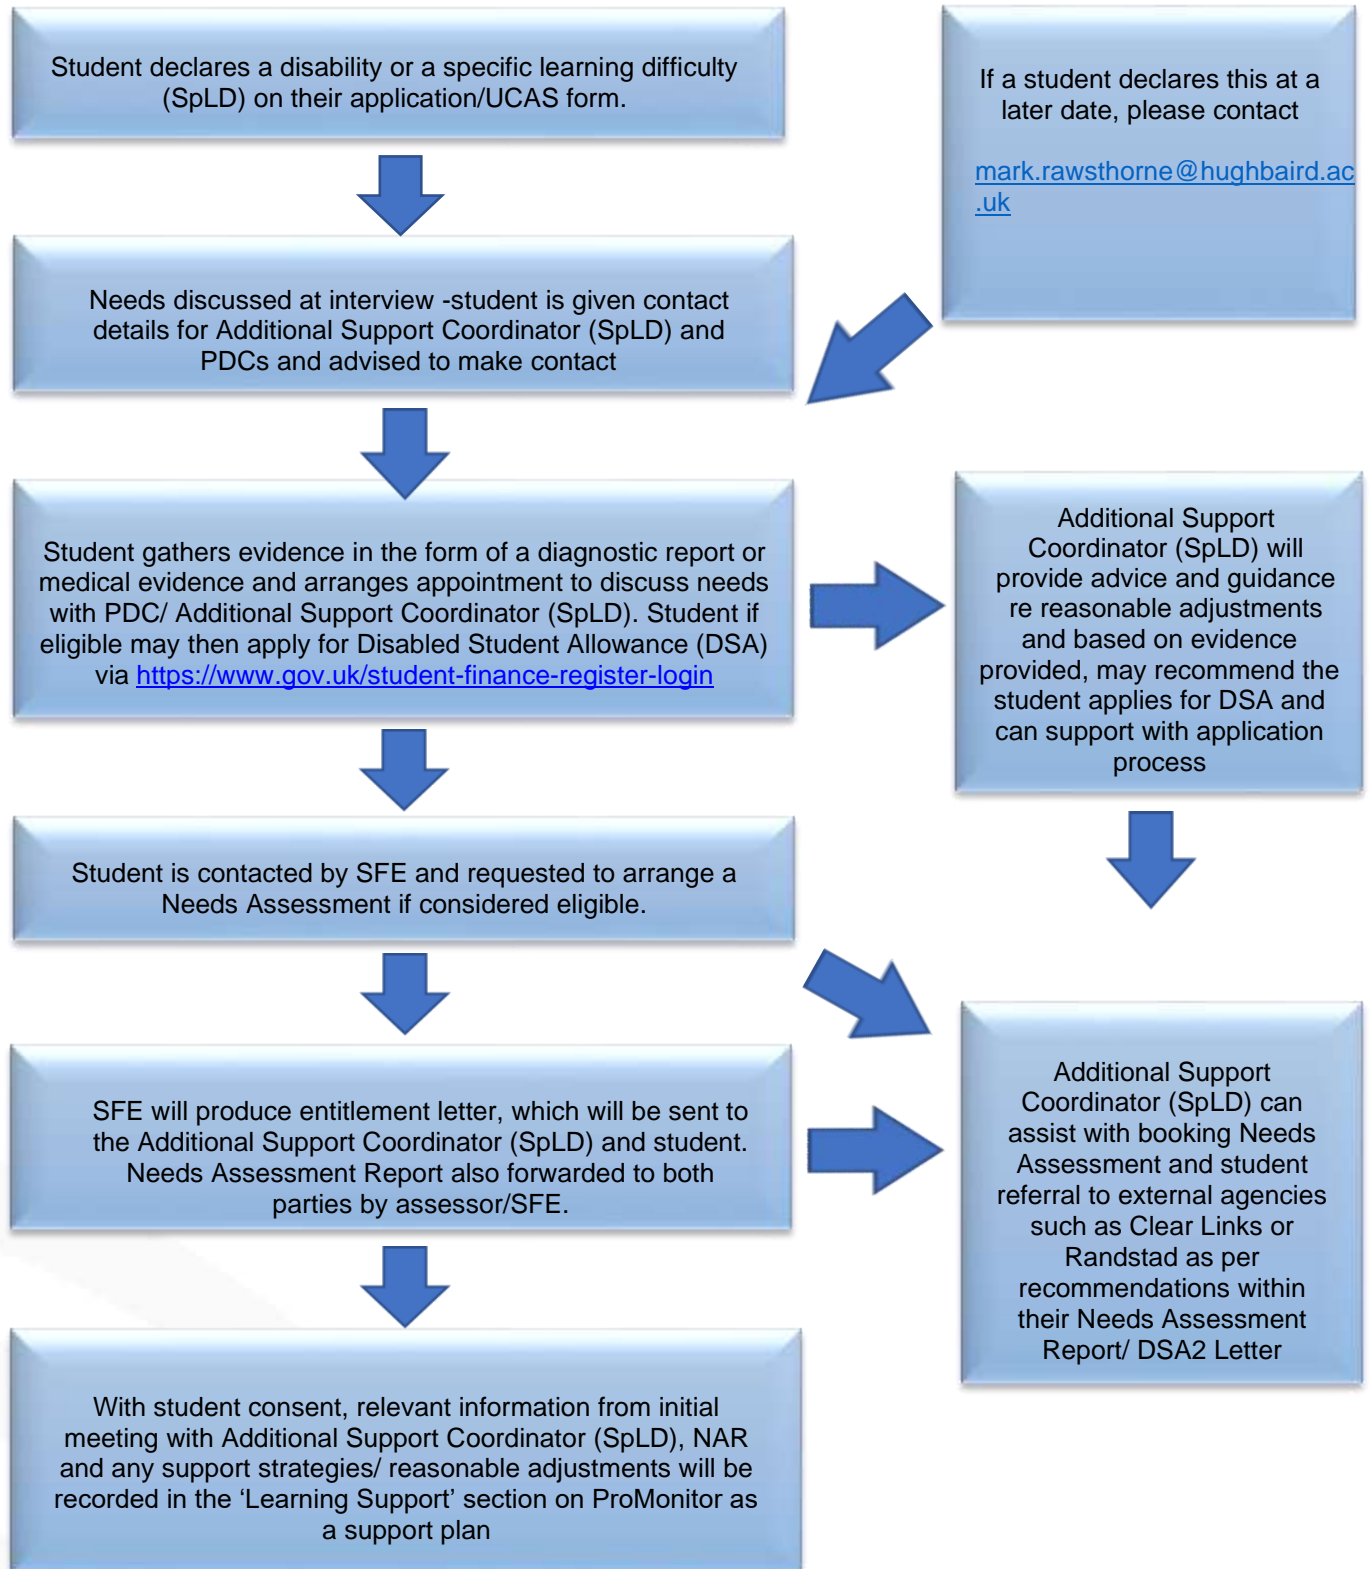 Student declares a disability or a specific learning difficulty
(SpLD) on their application/UCAS form.
If a student declares this at a
later date, please contact
mark.rawsthorne@hughbaird.ac
.uk
Needs discussed at interview -student is given contact
details for Additional Support Coordinator (SpLD) and
PDCs and advised to make contact
Student gathers evidence in the form of a diagnostic report or
medical evidence and arranges appointment to discuss needs
with PDC/ Additional Support Coordinator (SpLD). Student if
eligible may then apply for Disabled Student Allowance (DSA)
via https://www.gov.uk/student-finance-register-login
Additional Support
Coordinator (SpLD) will
provide advice and guidance
re reasonable adjustments
and based on evidence
provided, may recommend the
student applies for DSA and
can support with application
process
Student is contacted by SFE and requested to arrange a
Needs Assessment if considered eligible.
SFE will produce entitlement letter, which will be sent to
the Additional Support Coordinator (SpLD) and student.
Needs Assessment Report also forwarded to both
parties by assessor/SFE.
Additional Support
Coordinator (SpLD) can
assist with booking Needs
Assessment and student
referral to external agencies
such as Clear Links or
Randstad as per
recommendations within
their Needs Assessment
Report/ DSA2 Letter
With student consent, relevant information from initial
meeting with Additional Support Coordinator (SpLD), NAR
and any support strategies/ reasonable adjustments will be
recorded in the ‘Learning Support’ section on ProMonitor as
a support plan